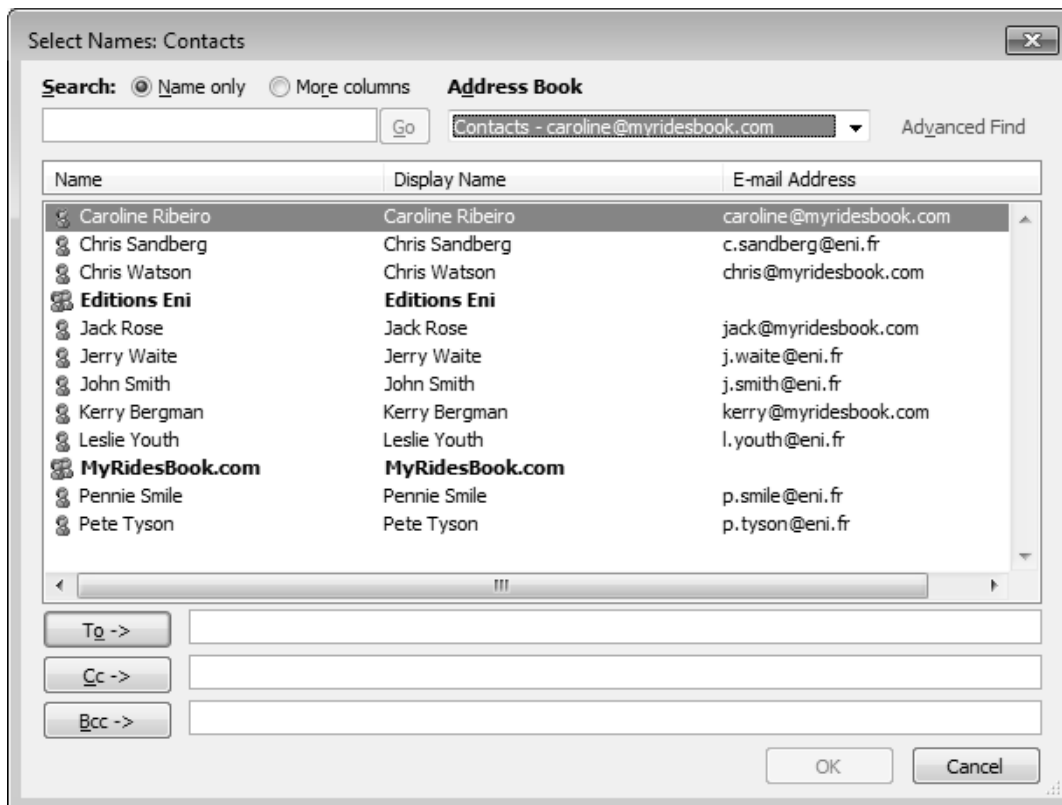 Select Names: Contacts
Search: Name only More columns Address Book
Go Contacts - caroline@myridesbook.com Advanced Find
Name Display Name E-mail Address
Caroline Ribeiro Caroline Ribeiro caroline@myridesbook.com
Chris Sandberg Chris Sandberg c.sandberg@eni.fr
Chris Watson Chris Watson chris@myridesbook.com
Editions Eni Editions Eni
Jack Rose Jack Rose jack@myridesbook.com
Jerry Waite Jerry Waite j.waite@eni.fr
John Smith John Smith j.smith@eni.fr
Kerry Bergman Kerry Bergman kerry@myridesbook.com
Leslie Youth Leslie Youth l.youth@eni.fr
MyRidesBook.com MyRidesBook.com
Pennie Smile Pennie Smile p.smile@eni.fr
Pete Tyson Pete Tyson p.tyson@eni.fr
To ->
Cc ->
Bcc ->
OK Cancel